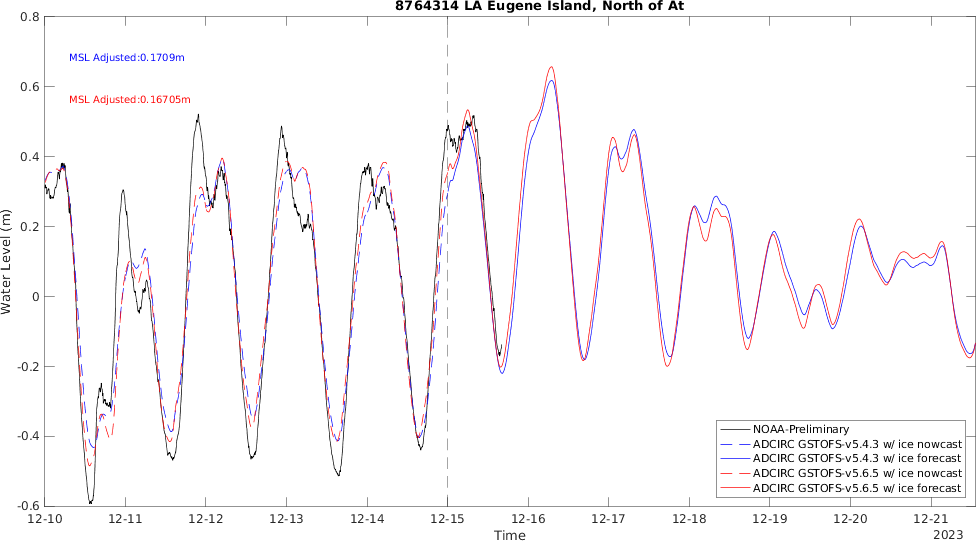 8764314 LA Eugene Island, North of At
MSL Adjusted:0.1709m
MSL Adjusted:0.16705m
Water Level (m)
0.8
0.6
0.4
0.2
0
-0.2
-0.4
-0.6
NOAA-Preliminary
ADCIRC GSTOFS-v5.4.3 w/ ice nowcast
ADCIRC GSTOFS-v5.4.3 w/ ice forecast
ADCIRC GSTOFS-v5.6.5 w/ ice nowcast
ADCIRC GSTOFS-v5.6.5 w/ ice forecast
12-10 12-11 12-12 12-13 12-14 12-15 12-16 12-17 12-18 12-19 12-20 12-21
Time
2023